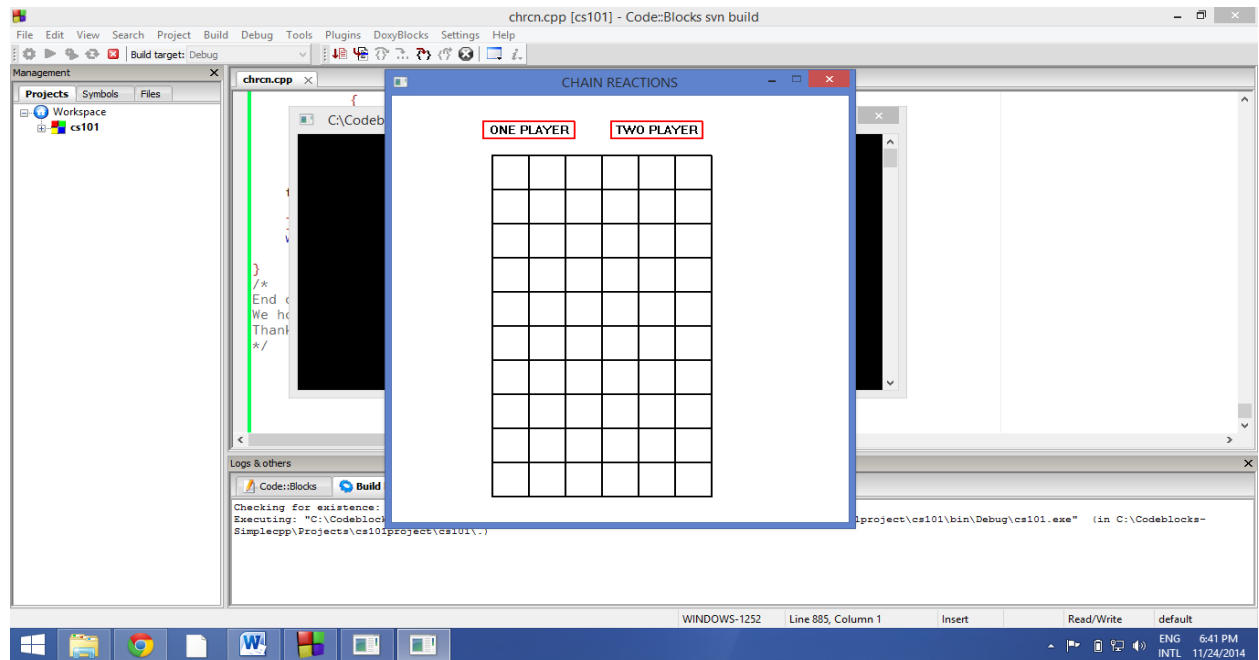 chrcn.cpp [cs101] - Code::Blocks svn build
File Edit View Search Project Build Debug Tools Plugins DoxyBlocks Settings Help
Build target: Debug
Management
chrcn.cpp
CHAIN REACTIONS
Projects Symbols Files
Workspace
cs101
{
C:\Codeb
ONE PLAYER TWO PLAYER
}
/*
End
We ho
Thank
*/
Logs & others
Code::Blocks Build
Checking for existence:
Executing: "C:\Codeblock 1project\cs101\bin\Debug\cs101.exe" (in C:\Codeblocks-
Simplecpp\Projects\cs101project\cs101\.)
WINDOWS-1252 Line 885, Column 1 Insert Read/Write default
ENG 6:41 PM
INTL 11/24/2014